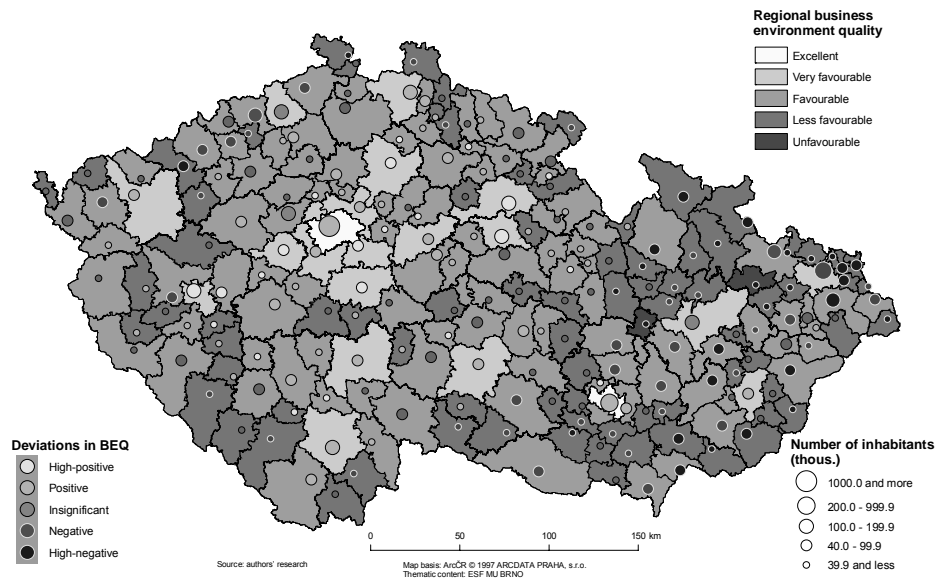 Regional business
environment quality
Excellent
Very favourable
Favourable
Less favourable
Unfavourable
Deviations in BEQ
High-positive
Positive
Insignificant
Negative
High-negative
Number of inhabitants
(thous.)
1000.0 and more
200.0 - 999.9
100.0 - 199.9
40.0 - 99.9
39.9 and less
0 50 100 150 km
Source: authors' research
Map basis: ArcČR © 1997 ARCDATA PRAHA, s.r.o.
Thematic content: ESF MU BRNO